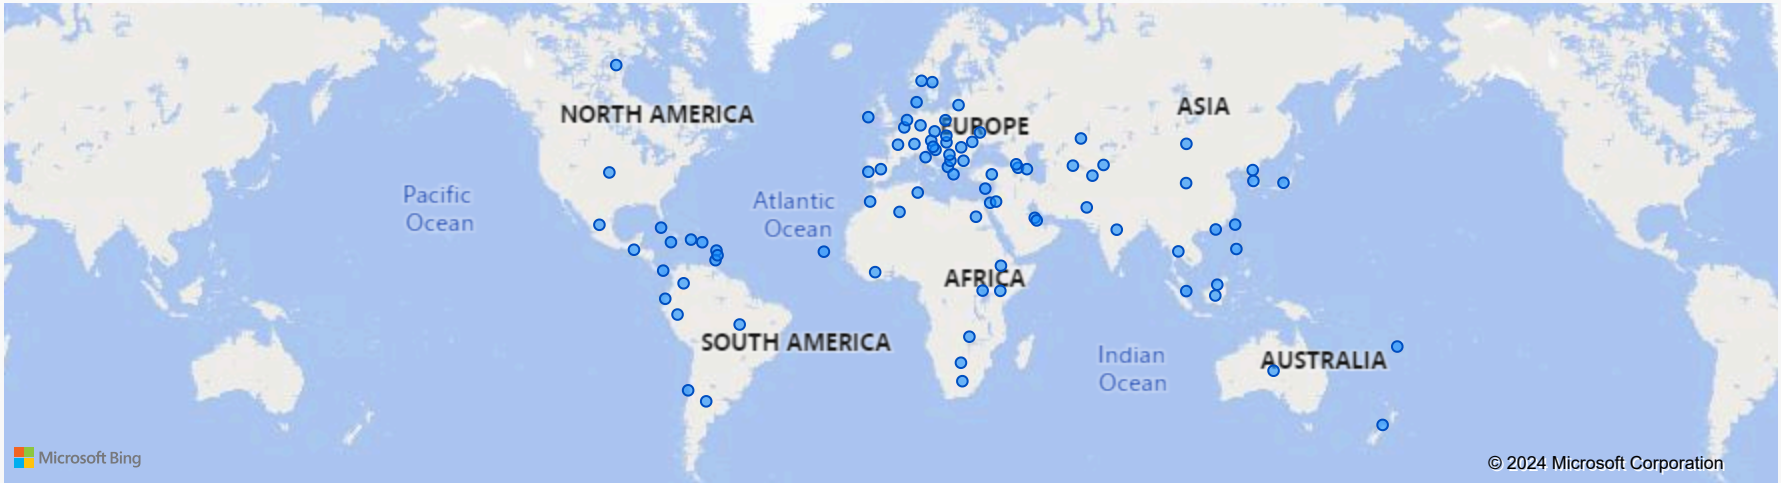 ASIA
NORTH AMERICA
EUROPE
Pacific
Ocean
Atlantic
Ocean
AFRICA
SOUTH AMERICA
Indian
Ocean
AUSTRALIA
Microsoft Bing
© 2024 Microsoft Corporation